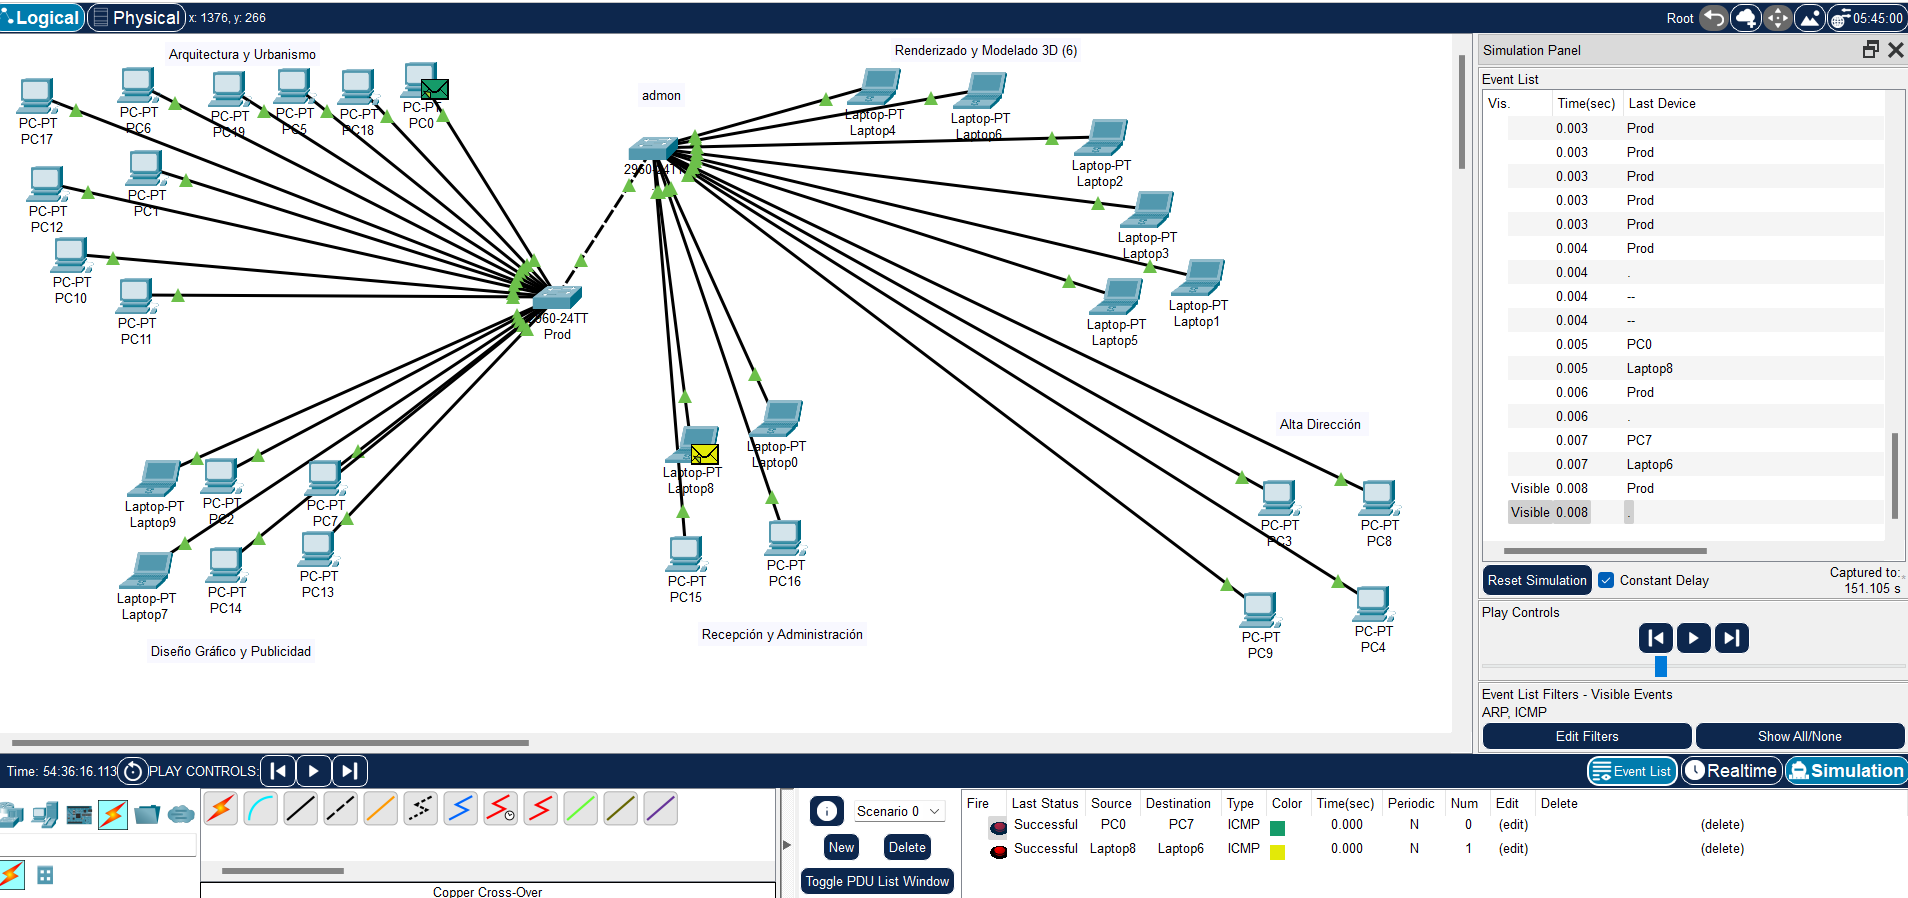 Logical
Physical
x: 1376, y: 266
Root
05:45:00
Arquitectura y Urbanismo
Renderizado y Modelado 3D (6)
admon
PC-PT
PC17
PC-PT
PC6
PC-PT
PC19
PC-PT
PC5
PC-PT
PC18
PC-PT
PC0
PC-PT
PC12
PC-PT
PC1
PC-PT
PC10
PC-PT
PC11
2960-24TT
Prod
2960-24TT
Laptop-PT
Laptop4
Laptop-PT
Laptop6
Laptop-PT
Laptop2
Laptop-PT
Laptop3
Laptop-PT
Laptop1
Laptop-PT
Laptop5
Laptop-PT
Laptop9
PC-PT
PC2
PC-PT
PC7
Laptop-PT
Laptop7
PC-PT
PC14
PC-PT
PC13
Diseño Gráfico y Publicidad
Laptop-PT
Laptop8
Laptop-PT
Laptop0
PC-PT
PC15
PC-PT
PC16
Recepción y Administración
Alta Dirección
PC-PT
PC3
PC-PT
PC8
PC-PT
PC9
PC-PT
PC4
Simulation Panel
Event List
Vis. Time(sec) Last Device
0.003 Prod
0.003 Prod
0.003 Prod
0.003 Prod
0.003 Prod
0.004 Prod
0.004 .
0.004 --
0.004 --
0.005 PC0
0.005 Laptop8
0.006 Prod
0.006 .
0.007 PC7
0.007 Laptop6
Visible 0.008 Prod
Visible 0.008 .
Reset Simulation
Constant Delay
Captured to:
151.105 s
Play Controls
Event List Filters - Visible Events
ARP, ICMP
Edit Filters
Show All/None
Time: 54:36:16.113
PLAY CONTROLS:
Event List
Realtime
Simulation
Copper Cross-Over
Scenario 0
New
Delete
Toggle PDU List Window
Fire Last Status Source Destination Type Color Time(sec) Periodic Num Edit Delete
Successful PC0 PC7 ICMP 0.000 N 0 (edit) (delete)
Successful Laptop8 Laptop6 ICMP 0.000 N 1 (edit) (delete)